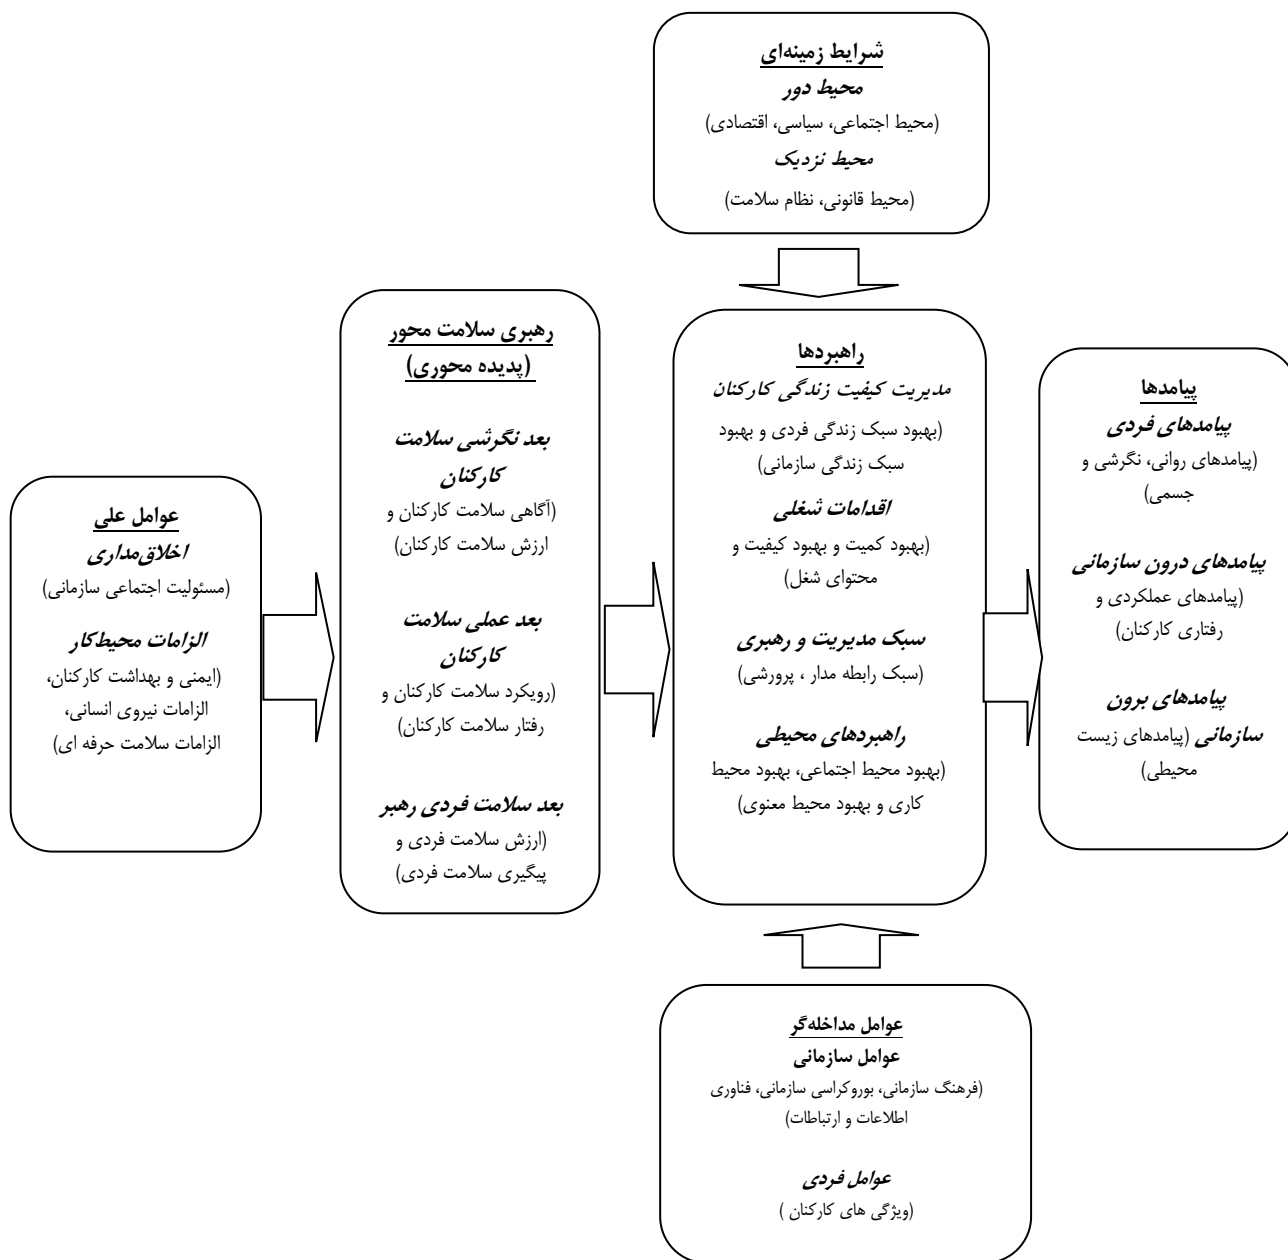 شرایط زمینه‌ای
محیط دور
(محیط اجتماعی، سیاسی، اقتصادی)
محیط نزدیک
(محیط قانونی، نظام سلامت)
عوامل علی
اخلاق‌مداری
(مسئولیت اجتماعی سازمانی)
الزامات محیط‌کار
(ایمنی و بهداشت کارکنان،
الزامات نیروی انسانی،
الزامات سلامت حرفه ای)
رهبری سلامت محور
(پدیده محوری)
بعد نگرشی سلامت
کارکنان
(آگاهی سلامت کارکنان و
ارزش سلامت کارکنان)
بعد عملی سلامت
کارکنان
(رویکرد سلامت کارکنان و
رفتار سلامت کارکنان)
بعد سلامت فردی رهبر
(ارزش سلامت فردی و
پیگیری سلامت فردی)
راهبردها
مدیریت کیفیت زندگی کارکنان
(بهبود سبک زندگی فردی و بهبود
سبک زندگی سازمانی)
اقدامات شغلی
(بهبود کمیت و بهبود کیفیت و
محتوای شغل)
سبک مدیریت و رهبری
(سبک رابطه مدار ، پرورشی)
راهبردهای محیطی
(بهبود محیط اجتماعی، بهبود محیط
کاری و بهبود محیط معنوی)
پیامدها
پیامدهای فردی
(پیامدهای روانی، نگرشی و
جسمی)
پیامدهای درون سازمانی
(پیامدهای عملکردی و
رفتاری کارکنان)
پیامدهای برون
سازمانی (پیامدهای زیست
محیطی)
عوامل مداخله‌گر
عوامل سازمانی
(فرهنگ سازمانی، بوروکراسی سازمانی، فناوری
اطلاعات و ارتباطات)
عوامل فردی
(ویژگی های کارکنان )